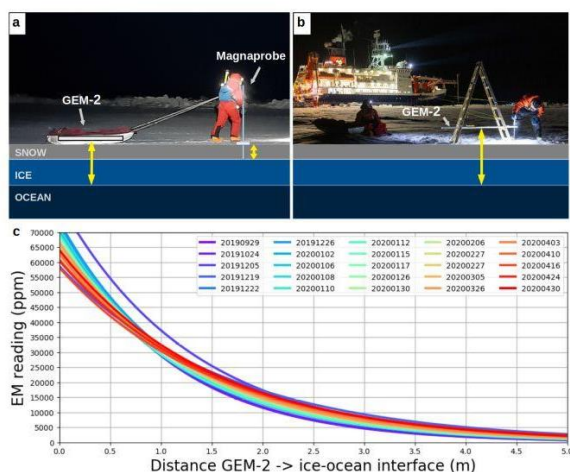 a
Magnaprobe
GEM-2
SNOW
ICE
OCEAN
b
GEM-2
c
EM reading (ppm)
70000
65000
60000
55000
50000
45000
40000
35000
30000
25000
20000
15000
10000
5000
0
20190929 20191226 20200112 20200206 20200403
20191024 20200102 20200115 20200227 20200410
20191205 20200106 20200117 20200227 20200416
20191219 20200108 20200126 20200305 20200424
20191222 20200110 20200130 20200326 20200430
0.0 0.5 1.0 1.5 2.0 2.5 3.0 3.5 4.0 4.5 5.0
Distance GEM-2 -> ice-ocean interface (m)